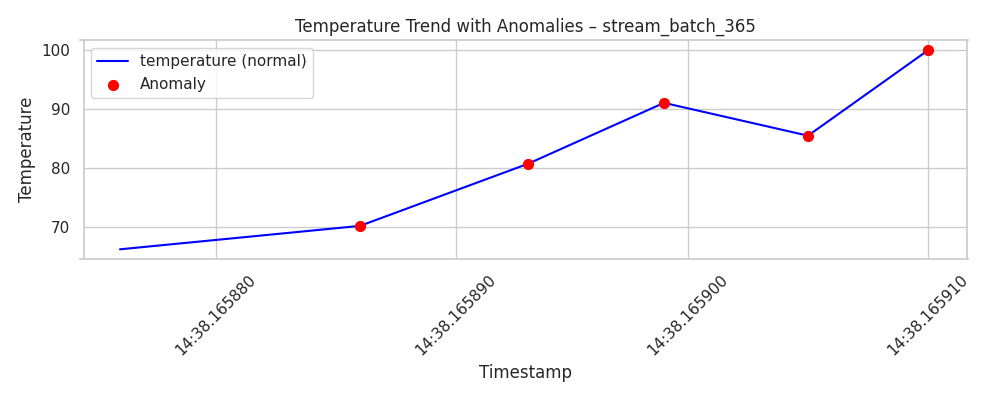 Temperature Trend with Anomalies – stream_batch_365
temperature (normal)
Anomaly
Temperature
100
90
80
70
14:38.165880
14:38.165890
14:38.165900
14:38.165910
Timestamp